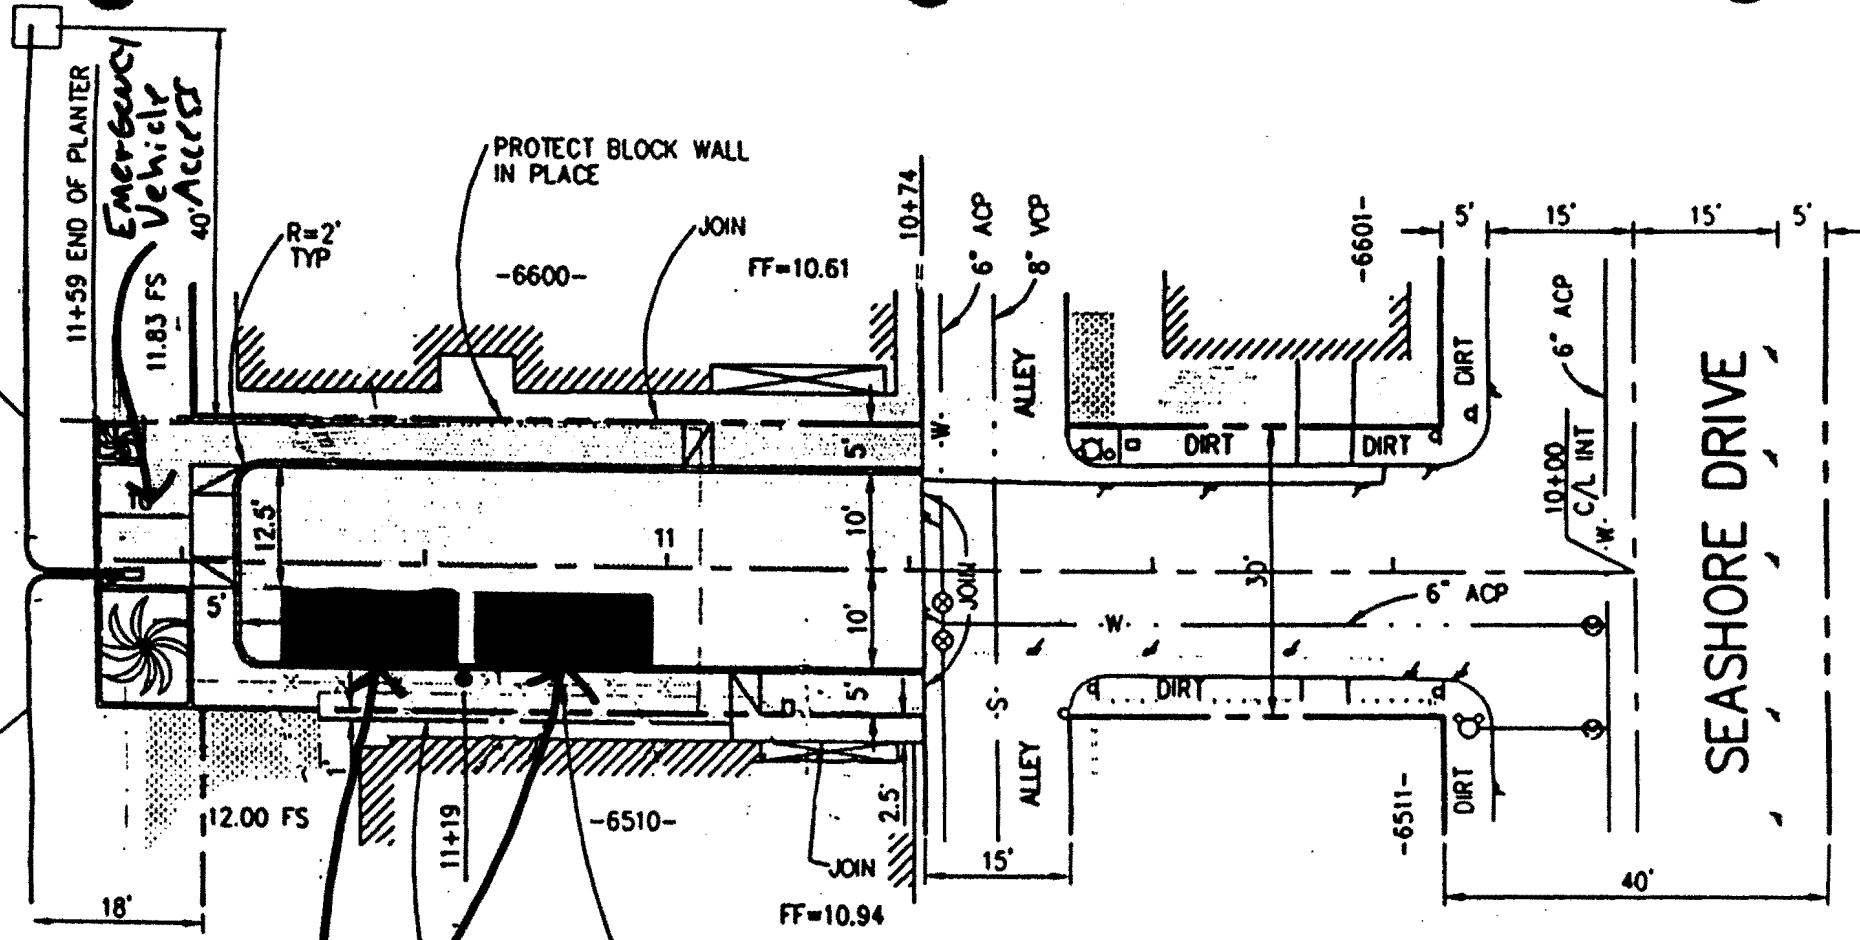 11+59 END OF PLANTER
EMErGENCY
Vehicle
Access
40'
11.83 FS
R=2'
TYP
PROTECT BLOCK WALL
IN PLACE
JOIN
-6600-
FF=10.61
10+74
6" ACP
8" VCP
ALLEY
-6601-
5'
15'
15'
5'
DIRT
6" ACP
10+00
C/L INT
SEASHORE DRIVE
W
5'
DIRT
DIRT
12.5'
11
10'
10'
JOIN
30'
W
6" ACP
W
5'
5'
DIRT
S
ALLEY
12.00 FS
11+19
-6510-
2.5'
JOIN
15'
-6511-
DIRT
40'
18'
FF=10.94